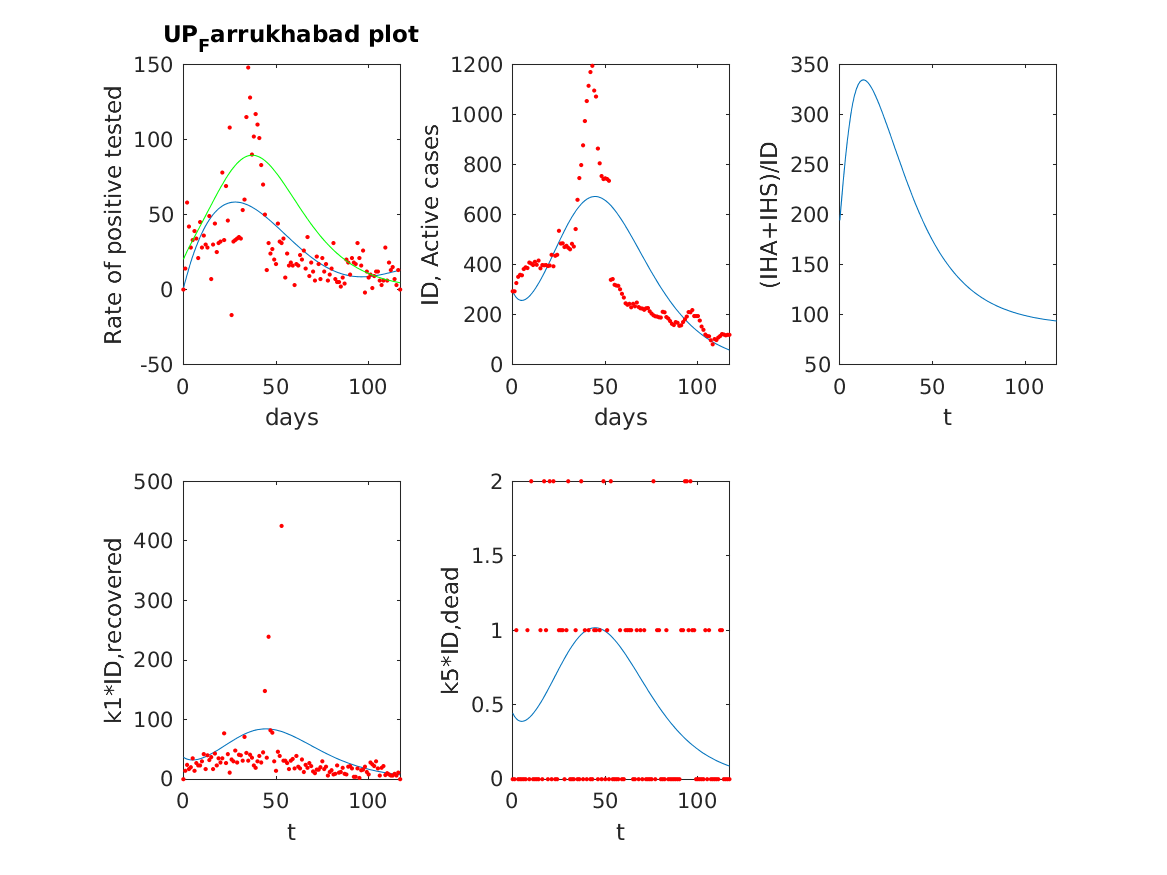 UP_Farrukhabad plot
150
100
50
0
-50
0 50 100
days
Rate of positive tested
1200
1000
800
600
400
200
0
0 50 100
days
ID, Active cases
350
300
250
200
150
100
50
0 50 100
t
(IHA+IHS)/ID
500
400
300
200
100
0
0 50 100
t
k1*ID,recovered
2
1.5
1
0.5
0
0 50 100
t
k5*ID,dead